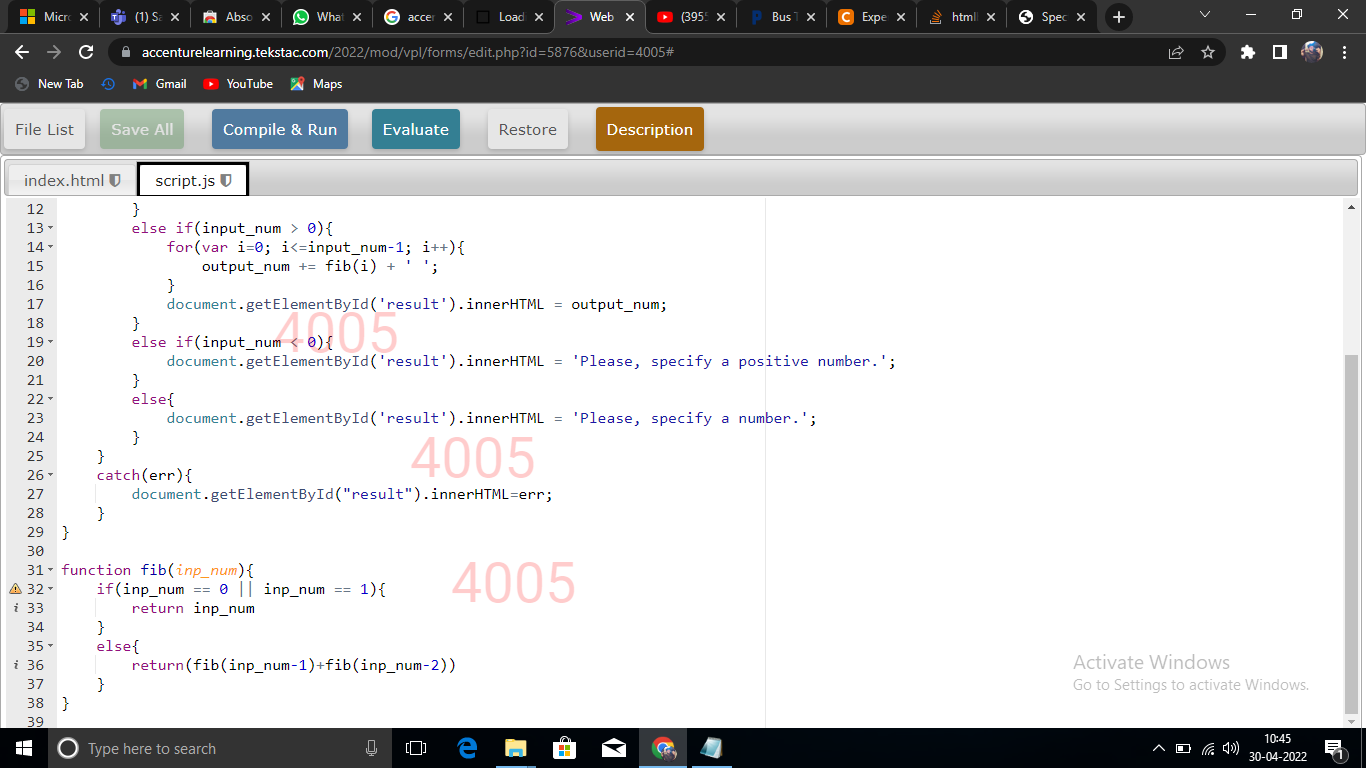 Micr
(1) Sa
Abso
What
accer
Load
Web
(3955
Bus T
Expe
htmll
Spec
accenturelearning.tekstac.com/2022/mod/vpl/forms/edit.php?id=5876&userid=4005#
New Tab
Gmail
YouTube
Maps
File List
Save All
Compile & Run
Evaluate
Restore
Description
index.html
script.js
12 }
13 else if(input_num > 0){
14 for(var i=0; i<=input_num-1; i++){
15 output_num += fib(i) + ' ';
16 }
17 document.getElementById('result').innerHTML = output_num;
18 }
19 else if(input_num < 0){
20 document.getElementById('result').innerHTML = 'Please, specify a positive number.';
21 }
22 else{
23 document.getElementById('result').innerHTML = 'Please, specify a number.';
24 }
25 }
26 catch(err){
27 document.getElementById("result").innerHTML=err;
28 }
29 }
30
31 function fib(inp_num){
32 if(inp_num == 0 || inp_num == 1){
33 return inp_num
34 }
35 else{
36 return(fib(inp_num-1)+fib(inp_num-2))
37 }
38 }
39
4005
4005
4005
Activate Windows
Go to Settings to activate Windows.
Type here to search
10:45
30-04-2022
1